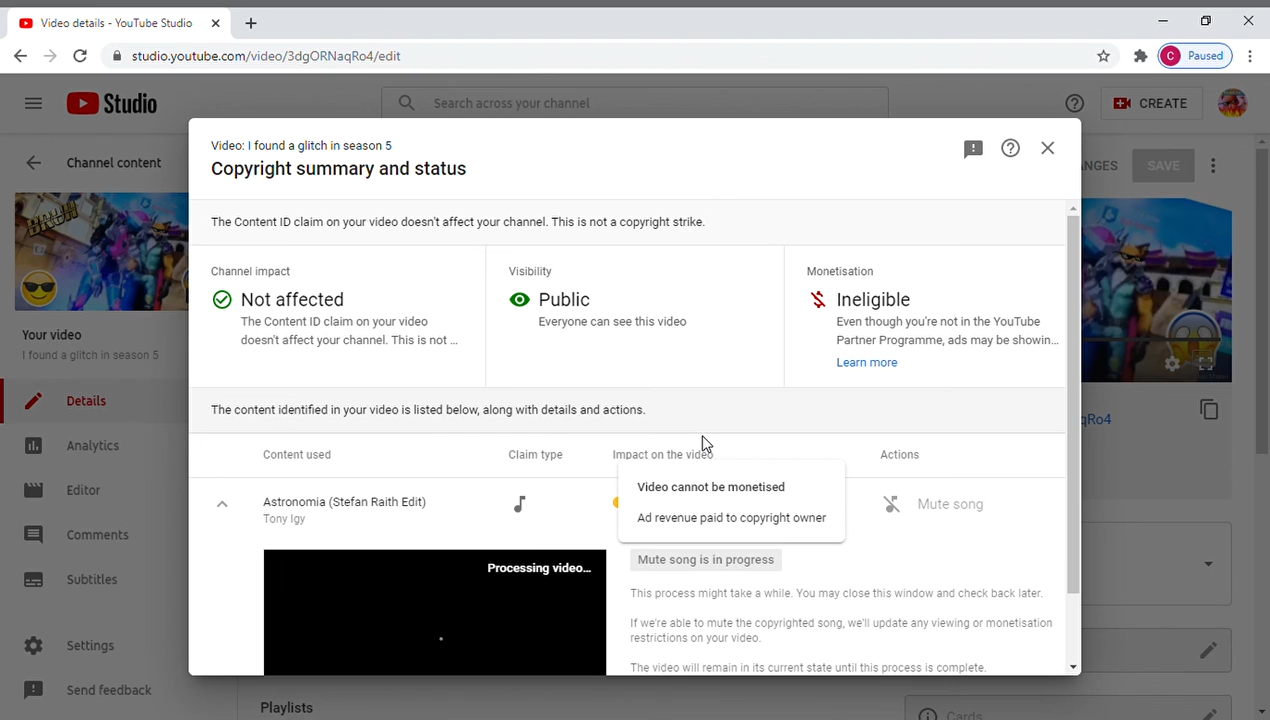 Video details - YouTube Studio
studio.youtube.com/video/3dgORNaqRo4/edit
C Paused
Studio
Search across your channel
CREATE
Channel content
ANGES
SAVE
Your video
I found a glitch in season 5
Details
Analytics
Editor
Comments
Subtitles
Settings
Send feedback
Video: I found a glitch in season 5
Copyright summary and status
The Content ID claim on your video doesn't affect your channel. This is not a copyright strike.
Channel impact
Not affected
The Content ID claim on your video
doesn't affect your channel. This is not ...
Visibility
Public
Everyone can see this video
Monetisation
Ineligible
Even though you're not in the YouTube
Partner Programme, ads may be showin...
Learn more
The content identified in your video is listed below, along with details and actions.
Content used
Claim type
Impact on the video
Actions
Astronomia (Stefan Raith Edit)
Tony Igy
Video cannot be monetised
Ad revenue paid to copyright owner
Mute song
Processing video...
Mute song is in progress
This process might take a while. You may close this window and check back later.
If we're able to mute the copyrighted song, we'll update any viewing or monetisation
restrictions on your video.
The video will remain in its current state until this process is complete.
qRo4
Playlists
Cards